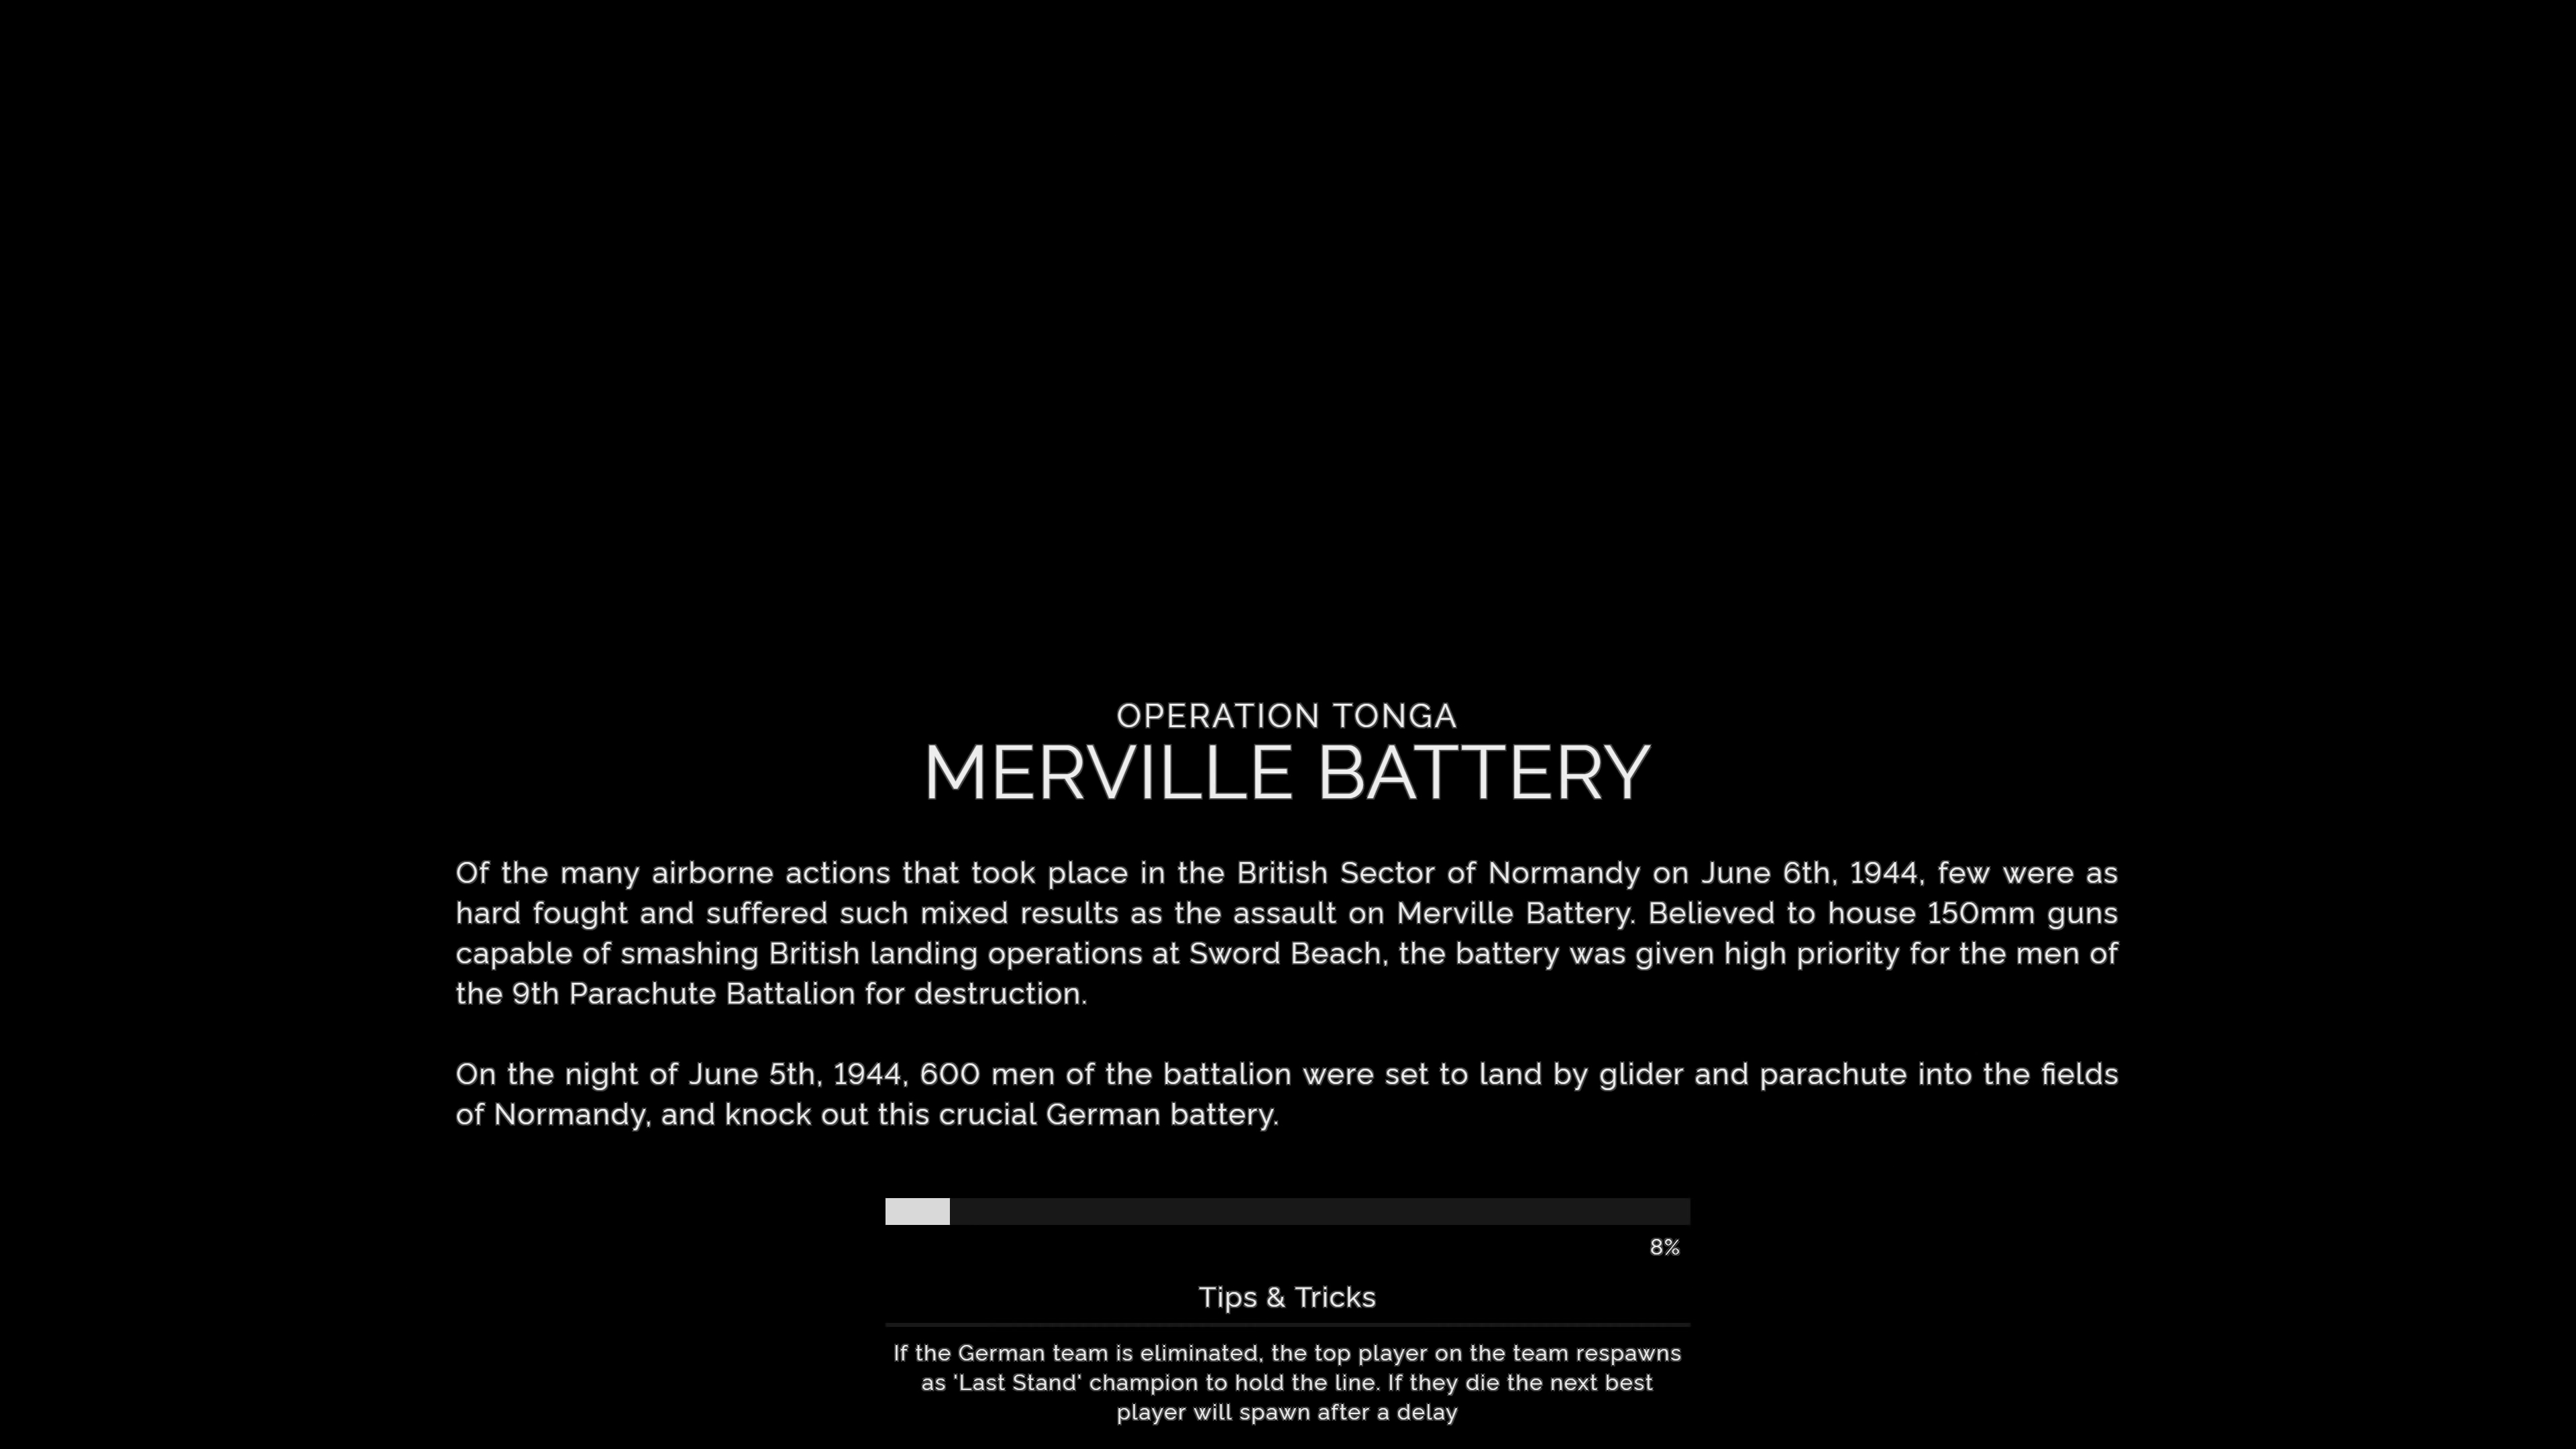 OPERATION TONGA
MERVILLE BATTERY
Of the many airborne actions that took place in the British Sector of Normandy on June 6th, 1944, few were as
hard fought and suffered such mixed results as the assault on Merville Battery. Believed to house 150mm guns
capable of smashing British landing operations at Sword Beach, the battery was given high priority for the men of
the 9th Parachute Battalion for destruction.
On the night of June 5th, 1944, 600 men of the battalion were set to land by glider and parachute into the fields
of Normandy, and knock out this crucial German battery.
8%
Tips & Tricks
If the German team is eliminated, the top player on the team respawns
as 'Last Stand' champion to hold the line. If they die the next best
player will spawn after a delay